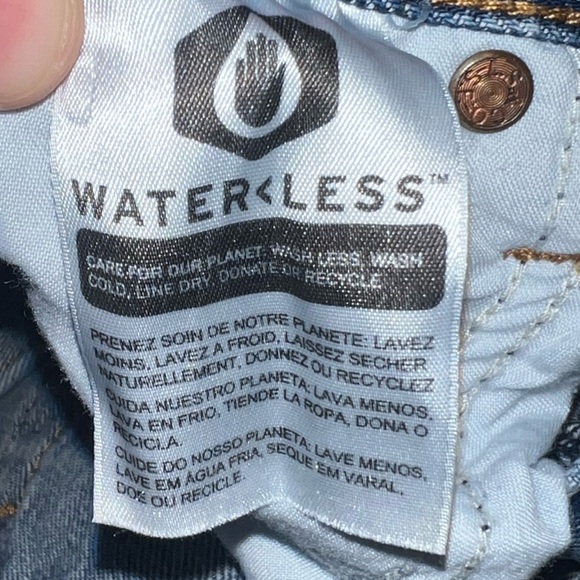 WATER<LESS™
CARE FOR OUR PLANET: WASH LESS, WASH
COLD, LINE DRY, DONATE OR RECYCLE
PRENEZ SOIN DE NOTRE PLANETE: LAVEZ
MOINS, LAVEZ A FROID, LAISSEZ SECHER
NATURELLEMENT, DONNEZ OU RECYCLEZ
CUIDA NUESTRO PLANETA: LAVA MENOS,
LAVA EN FRIO, TIENDE LA ROPA, DONA O
RECICLA.
CUIDE DO NOSSO PLANETA: LAVE MENOS,
LAVE EM ÁGUA FRIA, SEQUE EM VARAL,
DOE OU RECICLE.